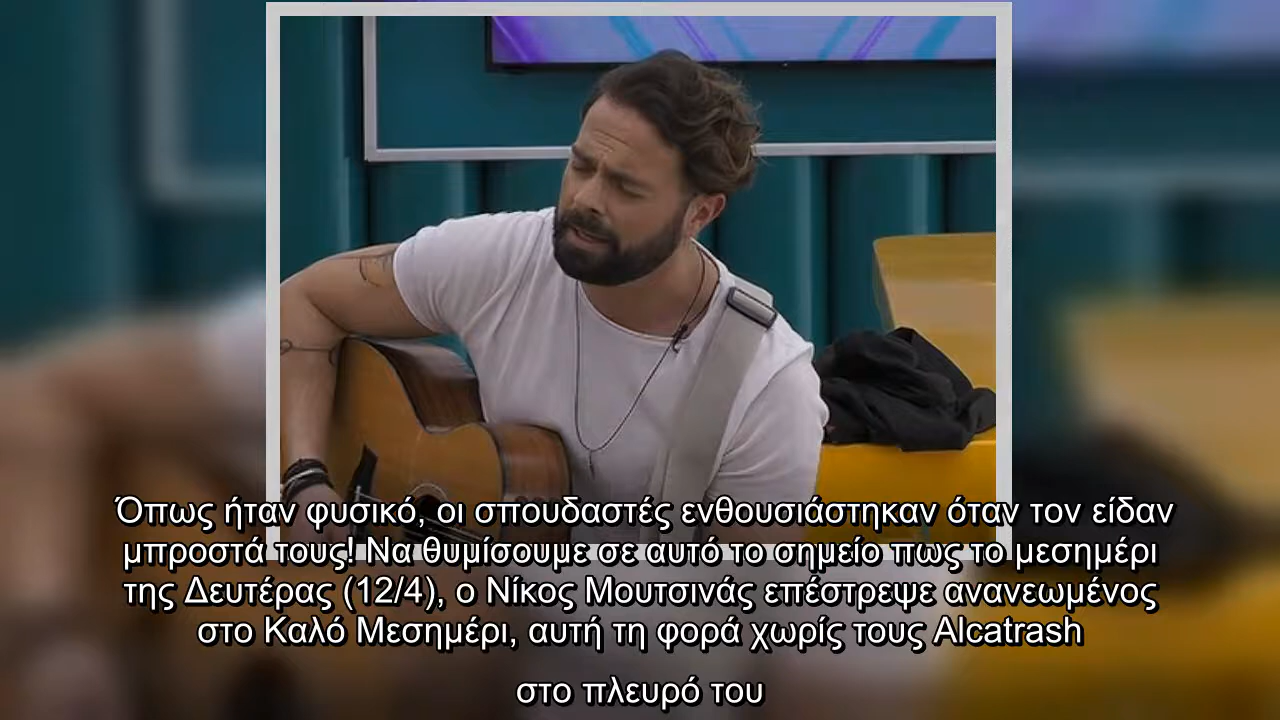 Όπως ήταν φυσικό, οι σπουδαστές ενθουσιάστηκαν όταν τον είδαν
μπροστά τους! Να θυμίσουμε σε αυτό το σημείο πως το μεσημέρι
της Δευτέρας (12/4), ο Νίκος Μουτσινάς επέστρεψε ανανεωμένος
στο Καλό Μεσημέρι, αυτή τη φορά χωρίς τους Alcatrash
στο πλευρό του